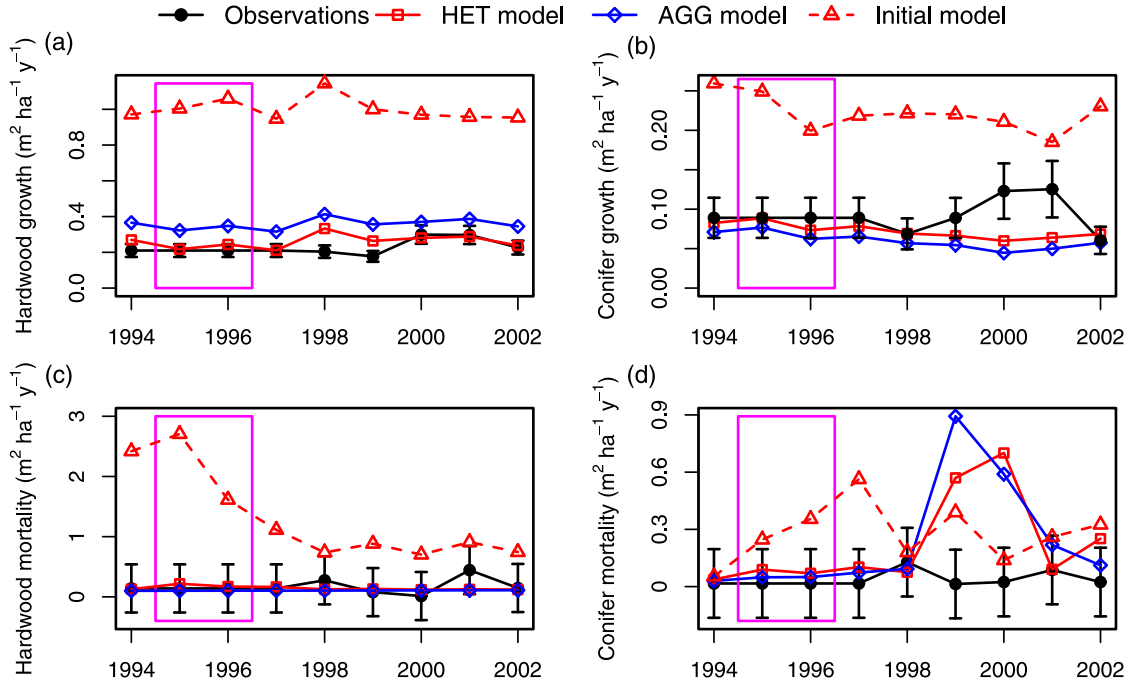 Observations HET model AGG model Initial model
(a)
Hardwood growth (m² ha⁻¹ y⁻¹)
0.0 0.4 0.8
1994 1996 1998 2000 2002
(b)
Conifer growth (m² ha⁻¹ y⁻¹)
0.00 0.10 0.20
1994 1996 1998 2000 2002
(c)
Hardwood mortality (m² ha⁻¹ y⁻¹)
0 1 2 3
1994 1996 1998 2000 2002
(d)
Conifer mortality (m² ha⁻¹ y⁻¹)
0 0.3 0.6 0.9
1994 1996 1998 2000 2002